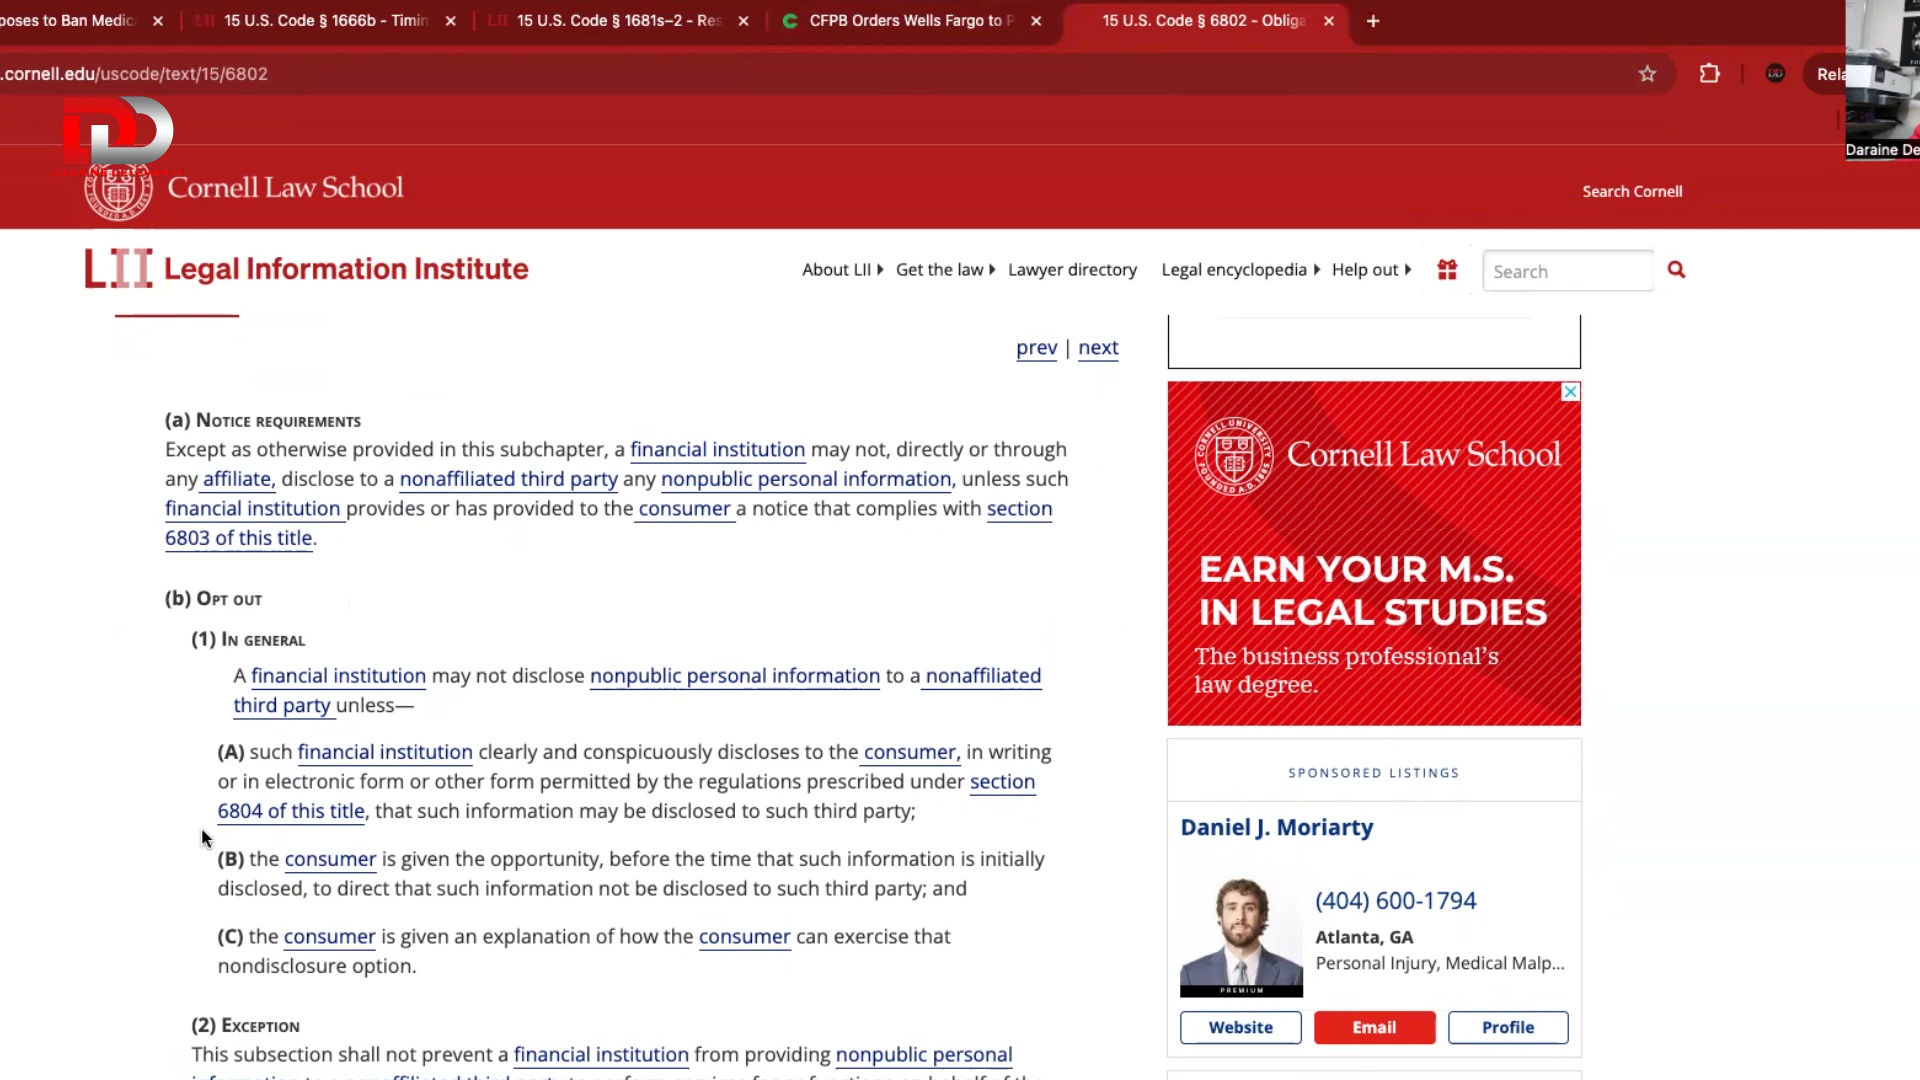 poses to Ban Medic
15 U.S. Code § 1666b - Timin
15 U.S. Code § 1681s–2 - Res
CFPB Orders Wells Fargo to P
15 U.S. Code § 6802 - Obliga
.cornell.edu/uscode/text/15/6802
DD
Rela
Daraine De
Cornell Law School
Search Cornell
LII Legal Information Institute
About LII
Get the law
Lawyer directory
Legal encyclopedia
Help out
Search
prev | next
(a) Notice requirements
Except as otherwise provided in this subchapter, a financial institution may not, directly or through
any affiliate, disclose to a nonaffiliated third party any nonpublic personal information, unless such
financial institution provides or has provided to the consumer a notice that complies with section
6803 of this title.
(b) Opt out
(1) In general
A financial institution may not disclose nonpublic personal information to a nonaffiliated
third party unless—
(A) such financial institution clearly and conspicuously discloses to the consumer, in writing
or in electronic form or other form permitted by the regulations prescribed under section
6804 of this title, that such information may be disclosed to such third party;
(B) the consumer is given the opportunity, before the time that such information is initially
disclosed, to direct that such information not be disclosed to such third party; and
(C) the consumer is given an explanation of how the consumer can exercise that
nondisclosure option.
(2) Exception
This subsection shall not prevent a financial institution from providing nonpublic personal
Cornell Law School
EARN YOUR M.S.
IN LEGAL STUDIES
The business professional's
law degree.
SPONSORED LISTINGS
Daniel J. Moriarty
(404) 600-1794
Atlanta, GA
Personal Injury, Medical Malp...
PREMIUM
Website
Email
Profile